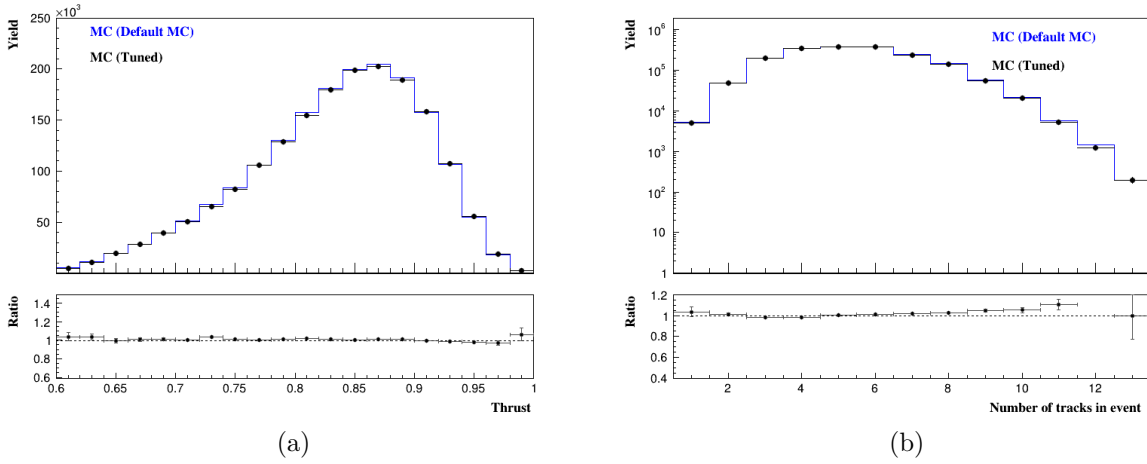 ×10³
250
200
150
100
50
Yield
MC (Default MC)
MC (Tuned)
1.4
1.2
1
0.8
0.6
Ratio
0.6 0.65 0.7 0.75 0.8 0.85 0.9 0.95 1
Thrust
(a)
10⁶
10⁵
10⁴
10³
10²
10
1
Yield
MC (Default MC)
MC (Tuned)
1.2
1
0.8
0.6
0.4
Ratio
2 4 6 8 10 12
Number of tracks in event
(b)